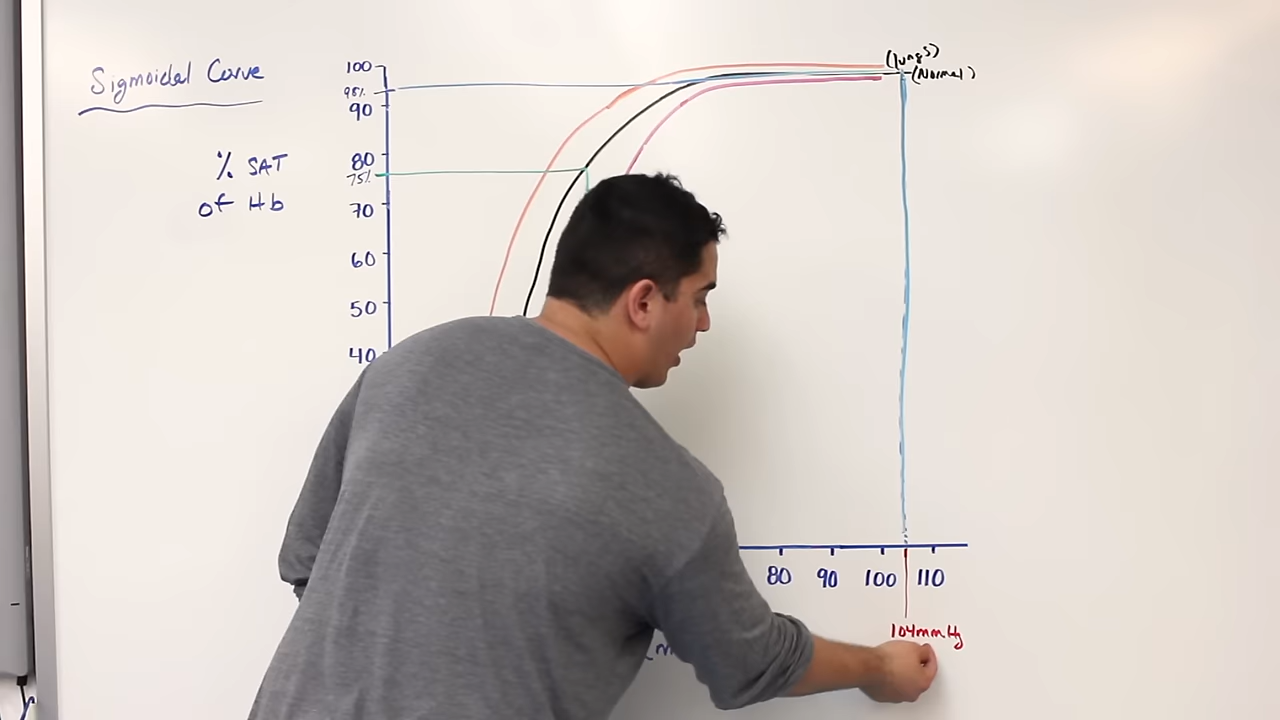 Sigmoidal Curve
% SAT
of Hb
100
98%
90
80
75%
70
60
50
40
(lungs)
(Normal)
80 90 100 110
104mmHg